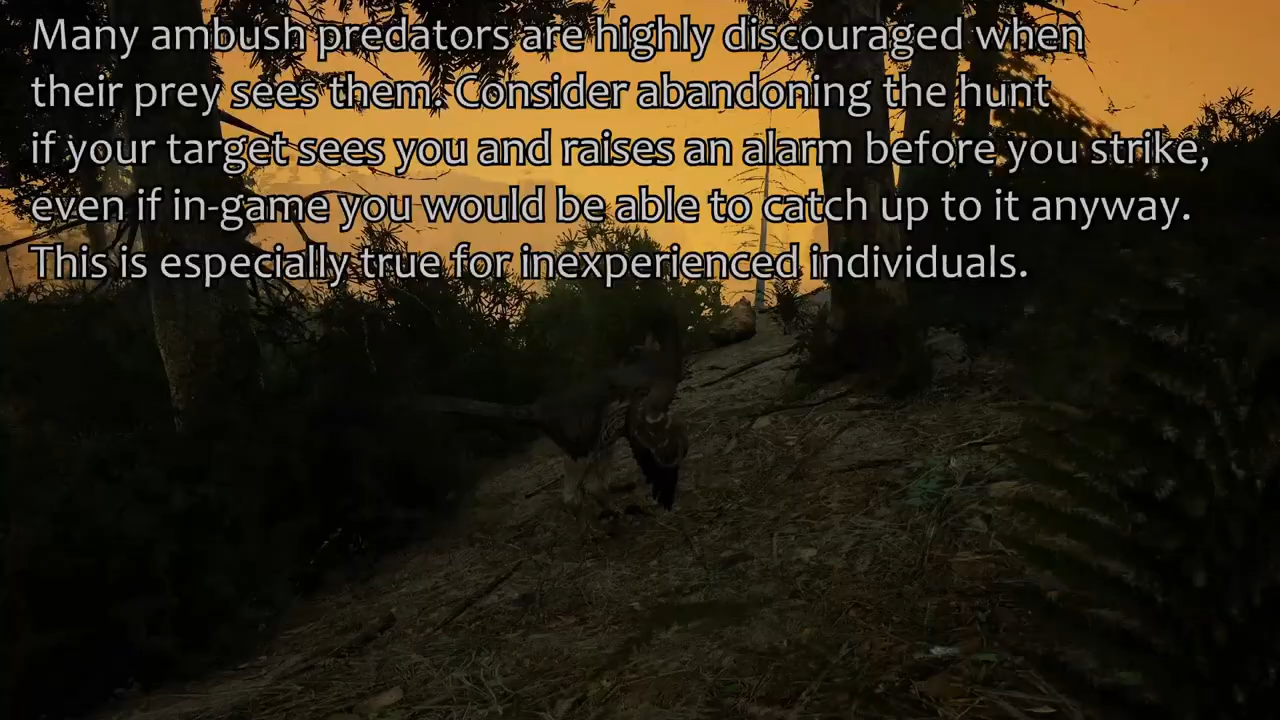 Many ambush predators are highly discouraged when
their prey sees them. Consider abandoning the hunt
if your target sees you and raises an alarm before you strike,
even if in-game you would be able to catch up to it anyway.
This is especially true for inexperienced individuals.